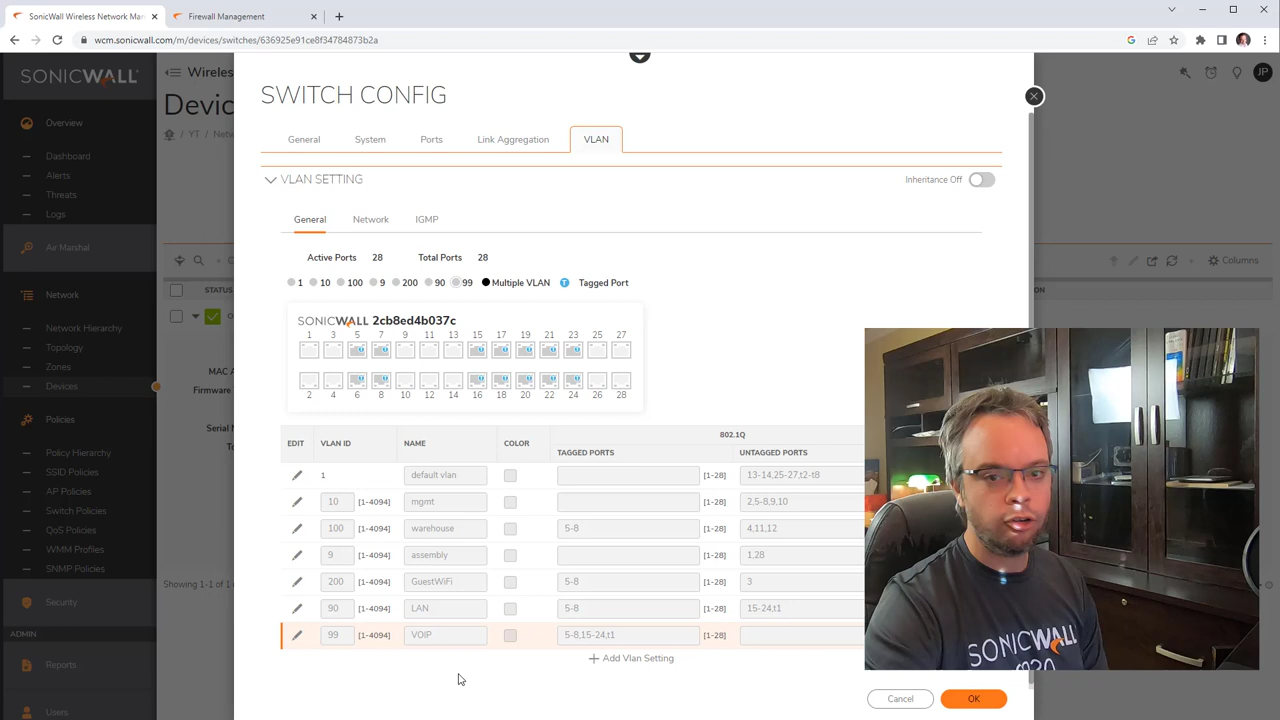 SonicWall Wireless Network Man
Firewall Management
wcm.sonicwall.com/m/devices/switches/636925e91ce8f34784873b2a
SONICWALL
Wireles
JP
Devic
/ YT / Netw
Overview
Dashboard
Alerts
Threats
Logs
Air Marshal
Network
Network Hierarchy
Topology
Zones
Devices
Policies
Policy Hierarchy
SSID Policies
AP Policies
Switch Policies
QoS Policies
WMM Profiles
SNMP Policies
Security
ADMIN
Reports
Users
Columns
STATUS
MAC A
Firmware
Serial N
To
Showing 1-1 of 1
SWITCH CONFIG
General System Ports Link Aggregation VLAN
VLAN SETTING
Inheritance Off
General Network IGMP
Active Ports 28 Total Ports 28
1 10 100 9 200 90 99 Multiple VLAN T Tagged Port
SONICWALL 2cb8ed4b037c
1 3 5 7 9 11 13 15 17 19 21 23 25 27
2 4 6 8 10 12 14 16 18 20 22 24 26 28
802.1Q
EDIT VLAN ID NAME COLOR TAGGED PORTS UNTAGGED PORTS
1 default vlan [1-28] 13-14,25-27,t2-t8
10 [1-4094] mgmt [1-28] 2,5-8,9,10
100 [1-4094] warehouse 5-8 [1-28] 4,11,12
9 [1-4094] assembly [1-28] 1,28
200 [1-4094] GuestWiFi 5-8 [1-28] 3
90 [1-4094] LAN 5-8 [1-28] 15-24,t1
99 [1-4094] VOIP 5-8,15-24,t1 [1-28]
+ Add Vlan Setting
Cancel OK
SONICWALL